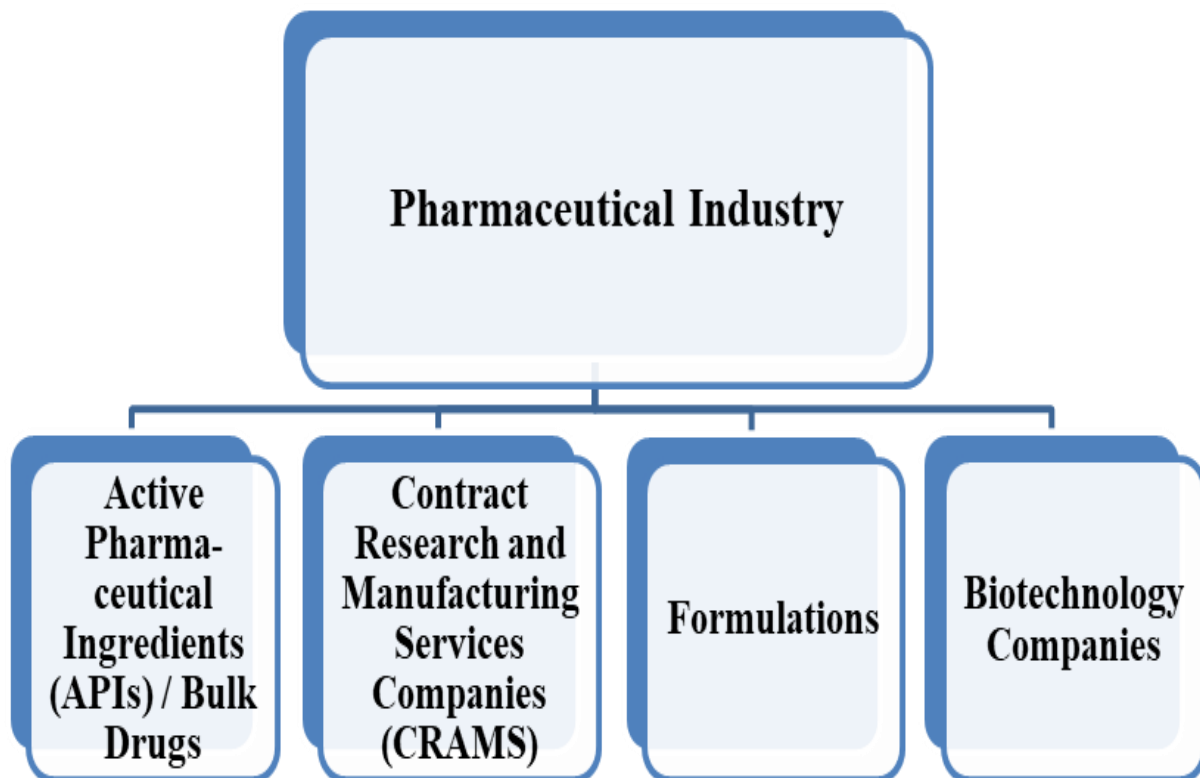 Pharmaceutical Industry
Active
Pharma-
ceutical
Ingredients
(APIs) / Bulk
Drugs
Contract
Research and
Manufacturing
Services
Companies
(CRAMS)
Formulations
Biotechnology
Companies